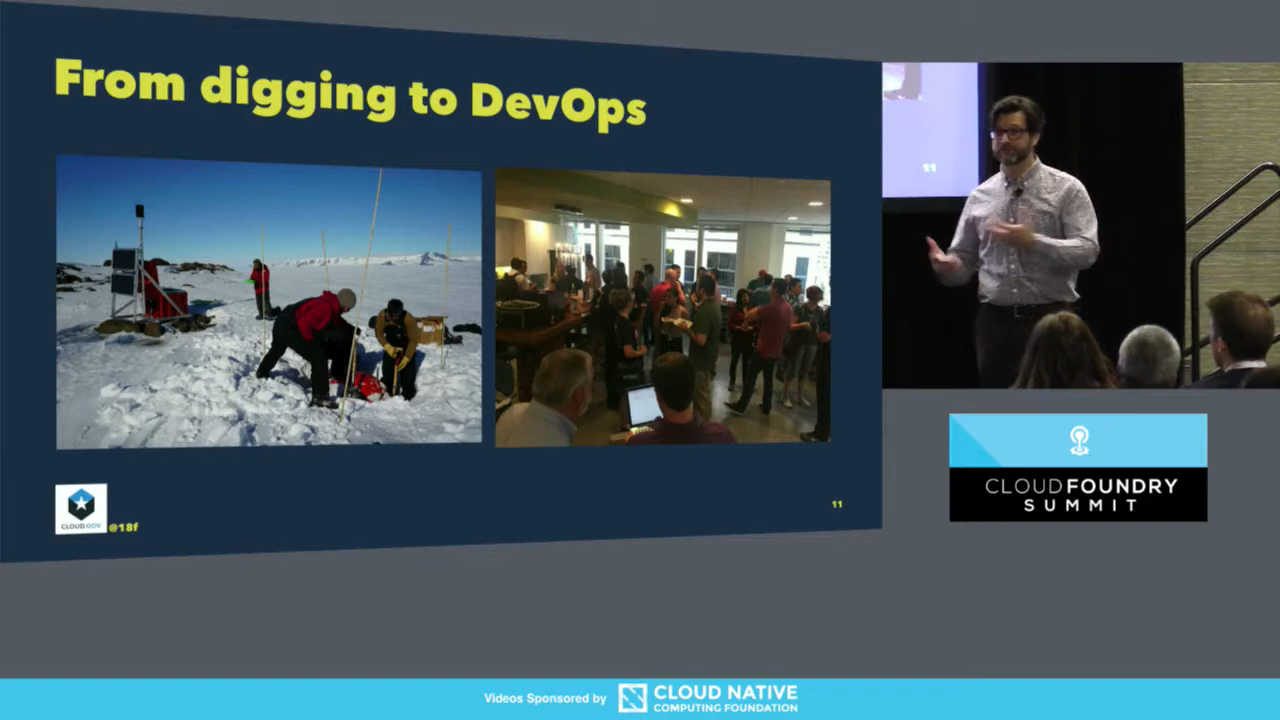 From digging to DevOps
CLOUD.GOV
@18f
11
11
CLOUD FOUNDRY
SUMMIT
Videos Sponsored by
CLOUD NATIVE
COMPUTING FOUNDATION